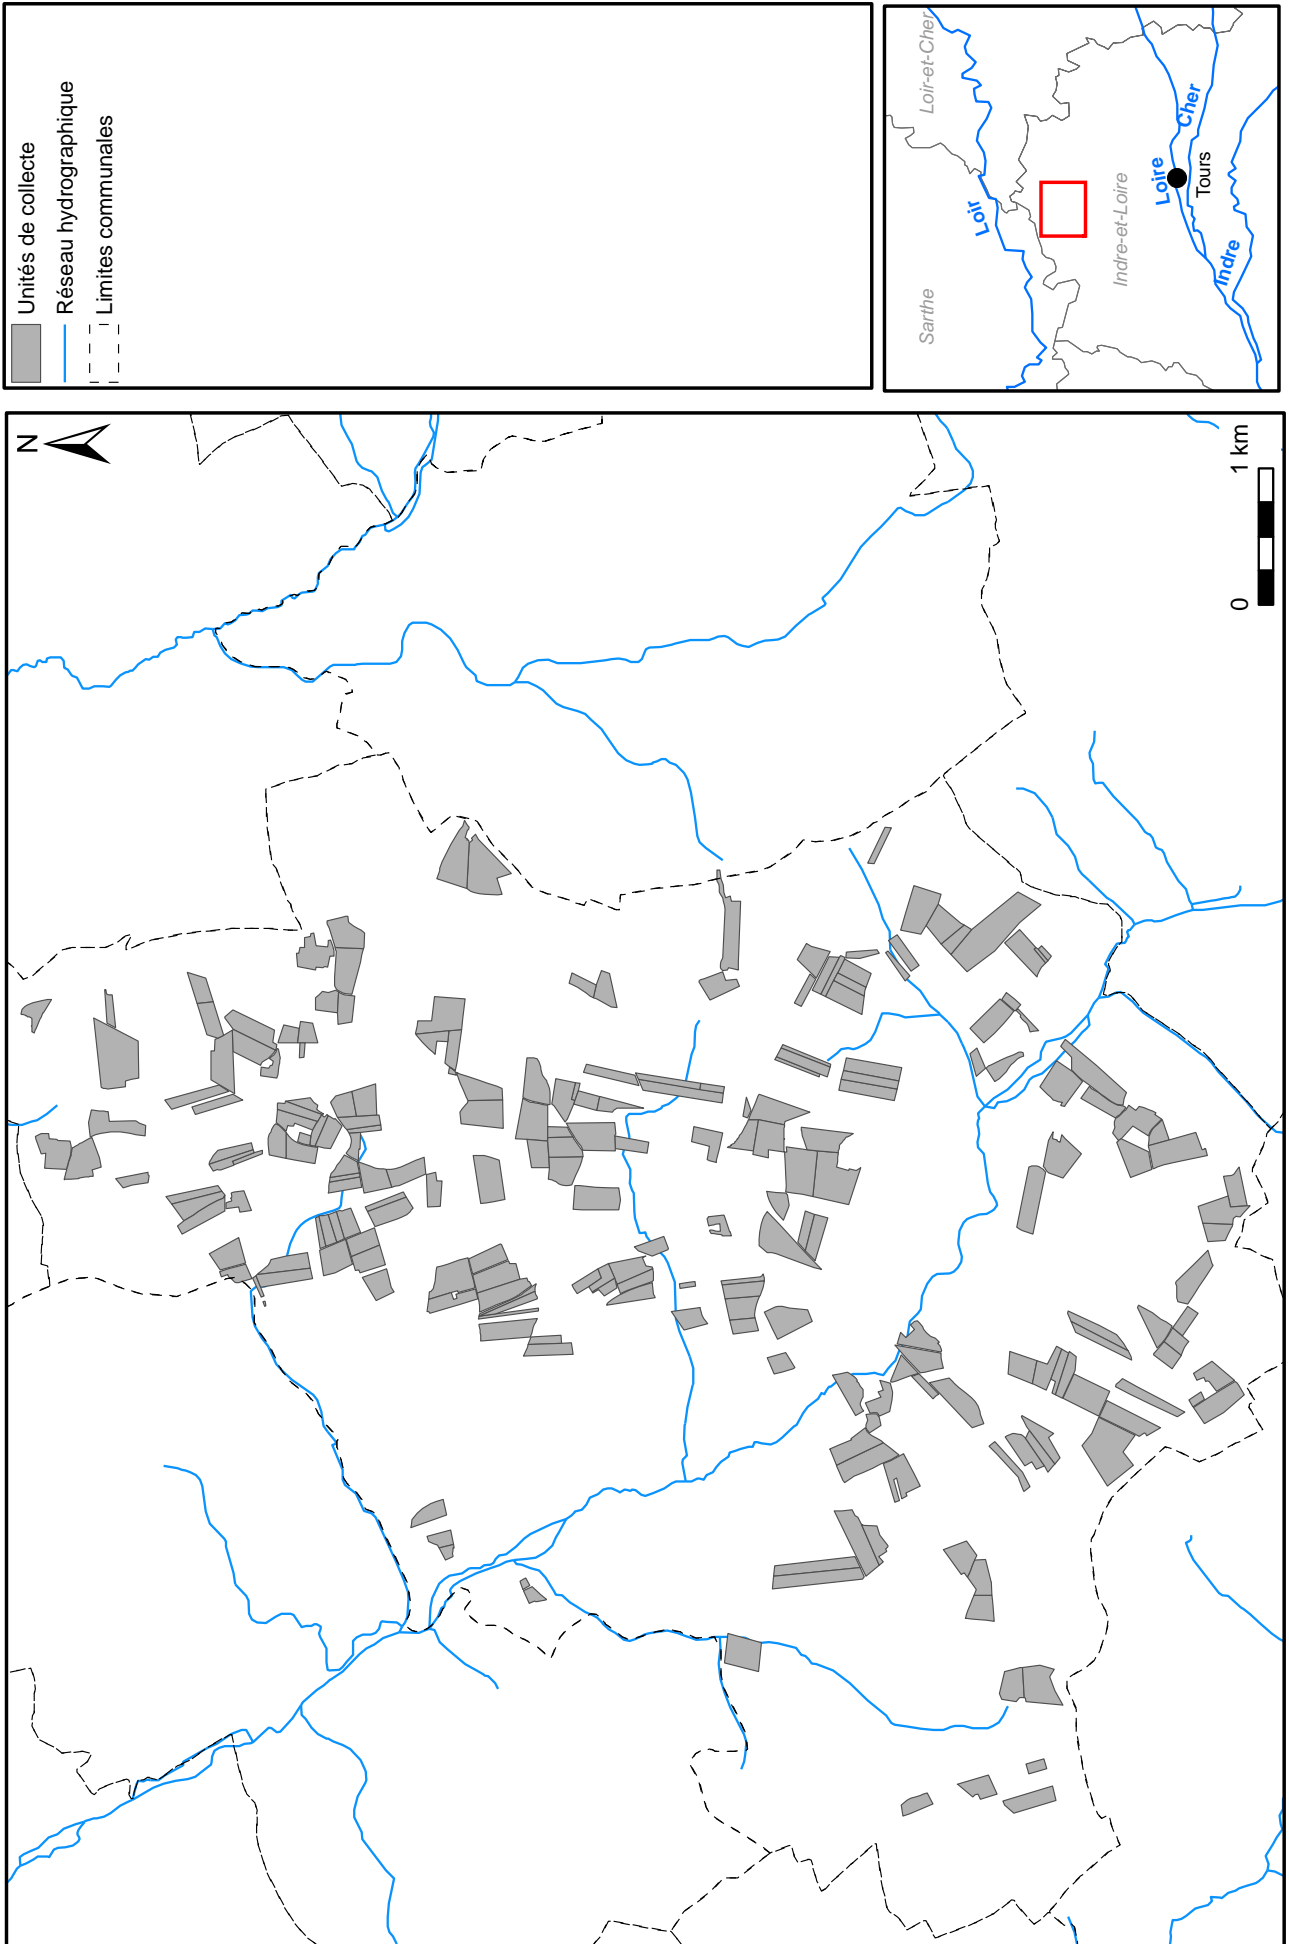 Unités de collecte
Réseau hydrographique
Limites communales
N
0
1 km
Sarthe
Loir-et-Cher
Loir
Indre-et-Loire
Loire
Cher
Tours
Indre